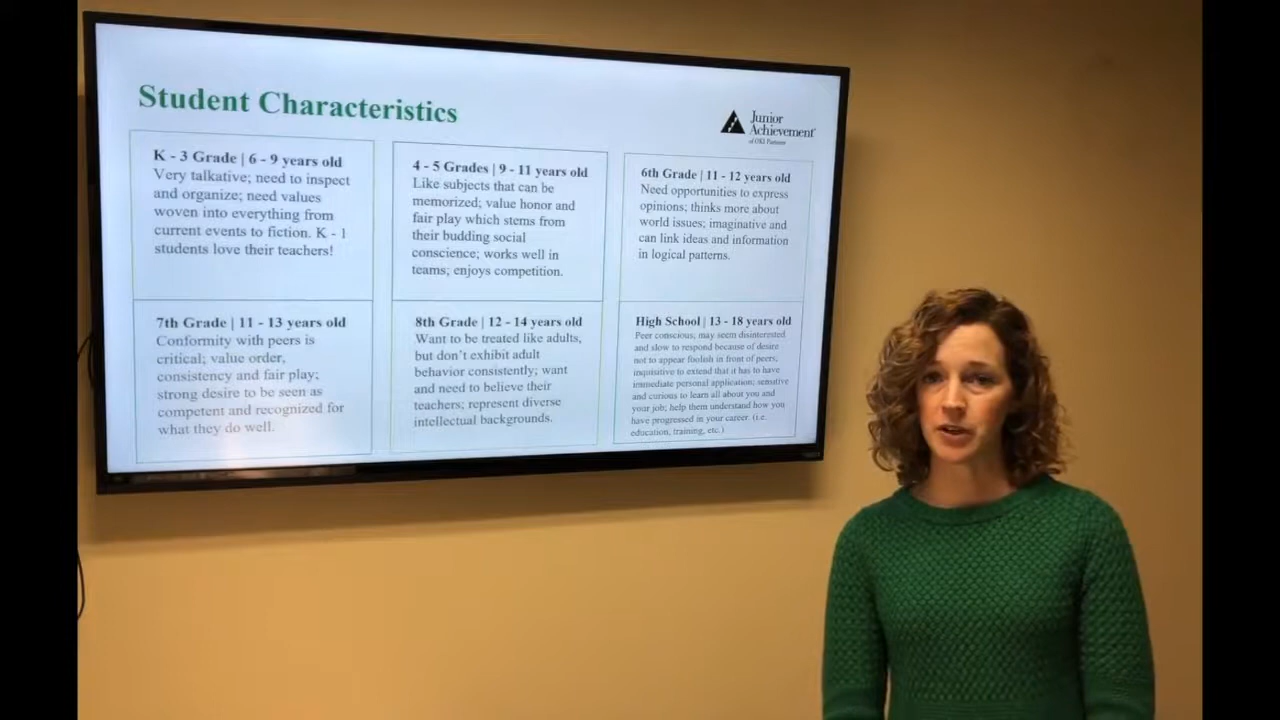 Student Characteristics
Junior
Achievement®
of OKI Partners
K - 3 Grade | 6 - 9 years old
Very talkative; need to inspect
and organize; need values
woven into everything from
current events to fiction. K - 1
students love their teachers!
4 - 5 Grades | 9 - 11 years old
Like subjects that can be
memorized; value honor and
fair play which stems from
their budding social
conscience; works well in
teams; enjoys competition.
6th Grade | 11 - 12 years old
Need opportunities to express
opinions; thinks more about
world issues; imaginative and
can link ideas and information
in logical patterns.
7th Grade | 11 - 13 years old
Conformity with peers is
critical; value order,
consistency and fair play;
strong desire to be seen as
competent and recognized for
what they do well.
8th Grade | 12 - 14 years old
Want to be treated like adults,
but don't exhibit adult
behavior consistently; want
and need to believe their
teachers; represent diverse
intellectual backgrounds.
High School | 13 - 18 years old
Peer conscious; may seem disinterested
and slow to respond because of desire
not to appear foolish in front of peers;
inquisitive to extend that it has to have
immediate personal application; sensitive
and curious to learn all about you and
your job; help them understand how you
have progressed in your career. (i.e.
education, training, etc.)